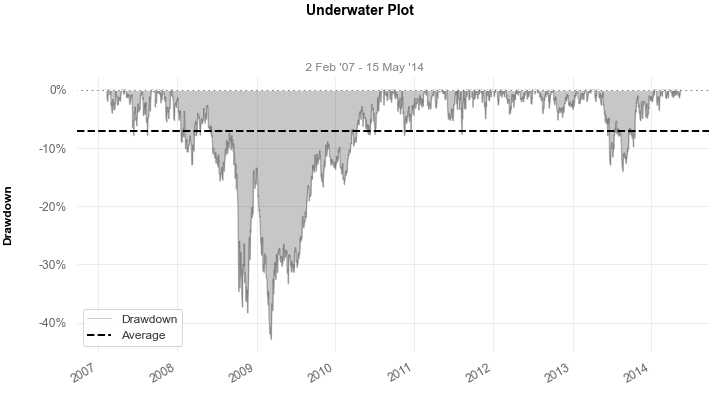 Underwater Plot
2 Feb '07 - 15 May '14
0%
-10%
-20%
-30%
-40%
Drawdown
Drawdown
Average
2007
2008
2009
2010
2011
2012
2013
2014